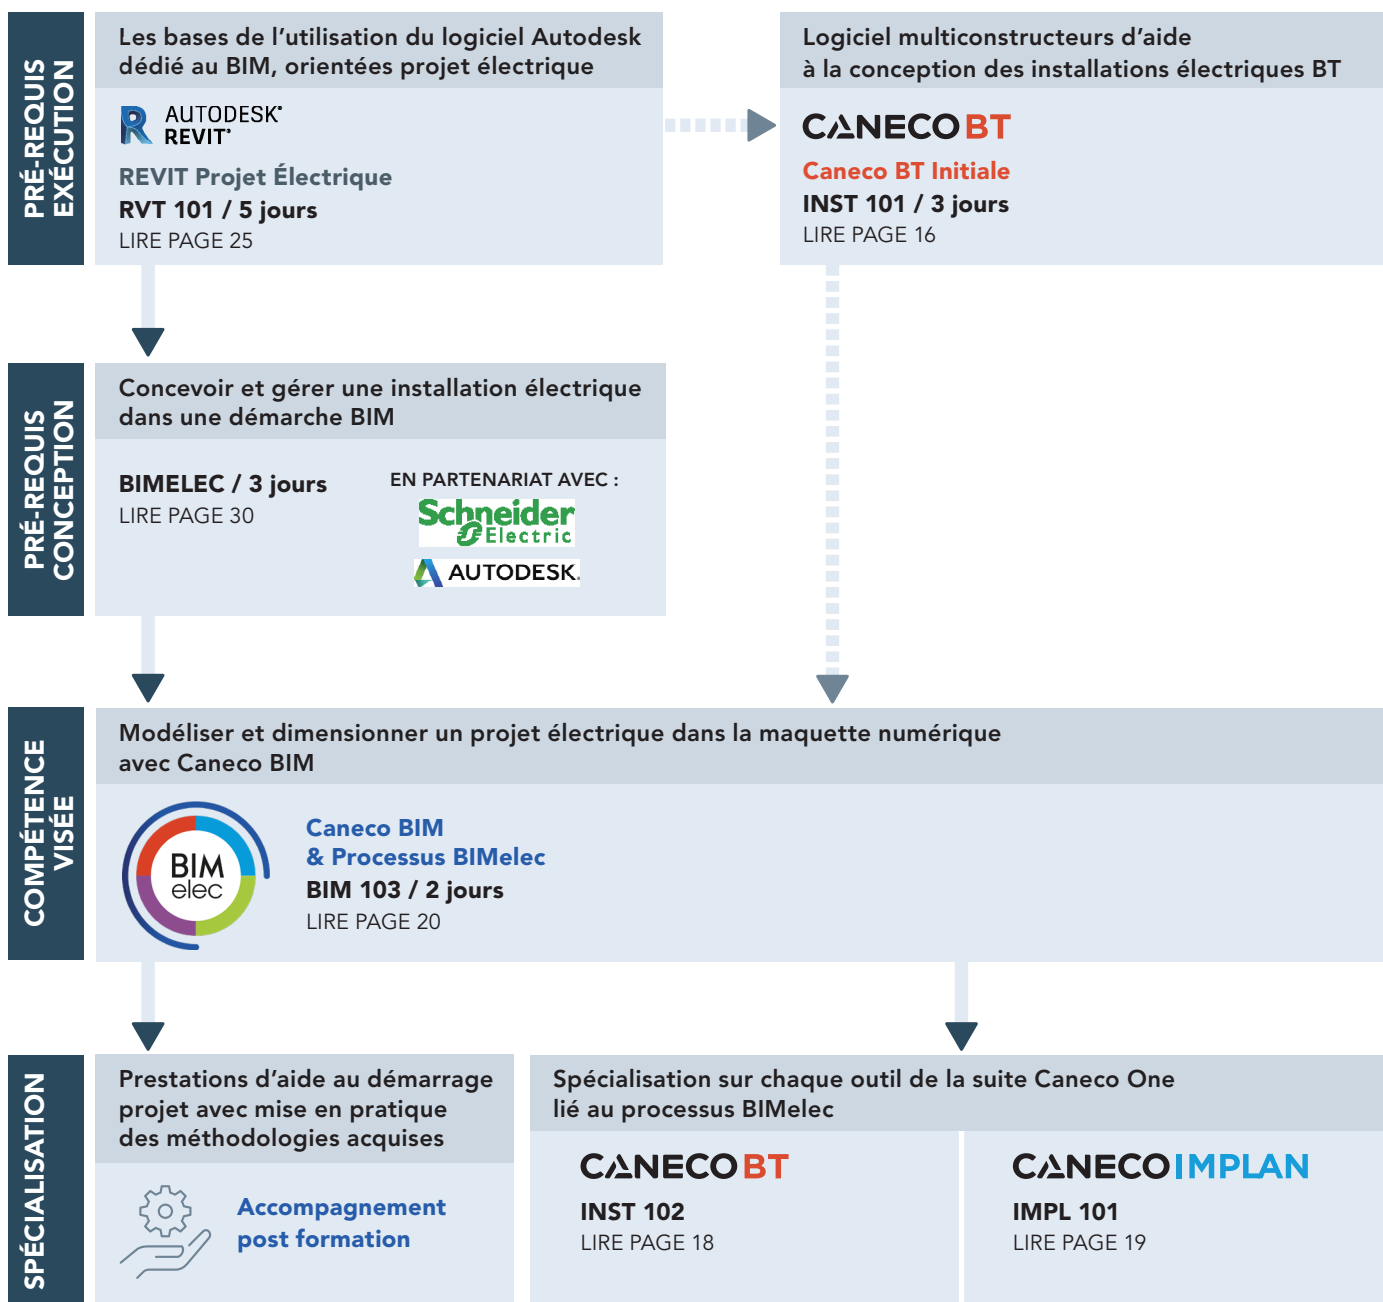 PRÉ-REQUIS
EXÉCUTION
Les bases de l’utilisation du logiciel Autodesk
dédié au BIM, orientées projet électrique
AUTODESK®
REVIT®
REVIT Projet Électrique
RVT 101 / 5 jours
LIRE PAGE 25
Logiciel multiconstructeurs d’aide
à la conception des installations électriques BT
CANECO BT
Caneco BT Initiale
INST 101 / 3 jours
LIRE PAGE 16
PRÉ-REQUIS
CONCEPTION
Concevoir et gérer une installation électrique
dans une démarche BIM
BIMELEC / 3 jours
LIRE PAGE 30
EN PARTENARIAT AVEC :
Schneider
Electric
AUTODESK.
COMPÉTENCE
VISÉE
Modéliser et dimensionner un projet électrique dans la maquette numérique
avec Caneco BIM
BIM
elec
Caneco BIM
& Processus BIMelec
BIM 103 / 2 jours
LIRE PAGE 20
SPÉCIALISATION
Prestations d’aide au démarrage
projet avec mise en pratique
des méthodologies acquises
Accompagnement
post formation
Spécialisation sur chaque outil de la suite Caneco One
lié au processus BIMelec
CANECO BT
INST 102
LIRE PAGE 18
CANECO IMPLAN
IMPL 101
LIRE PAGE 19